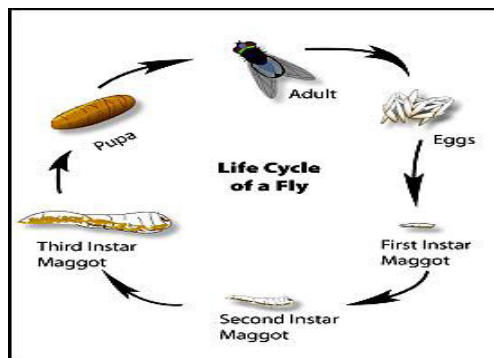 Adult
Eggs
First Instar
Maggot
Second Instar
Maggot
Third Instar
Maggot
Pupa
Life Cycle
of a Fly